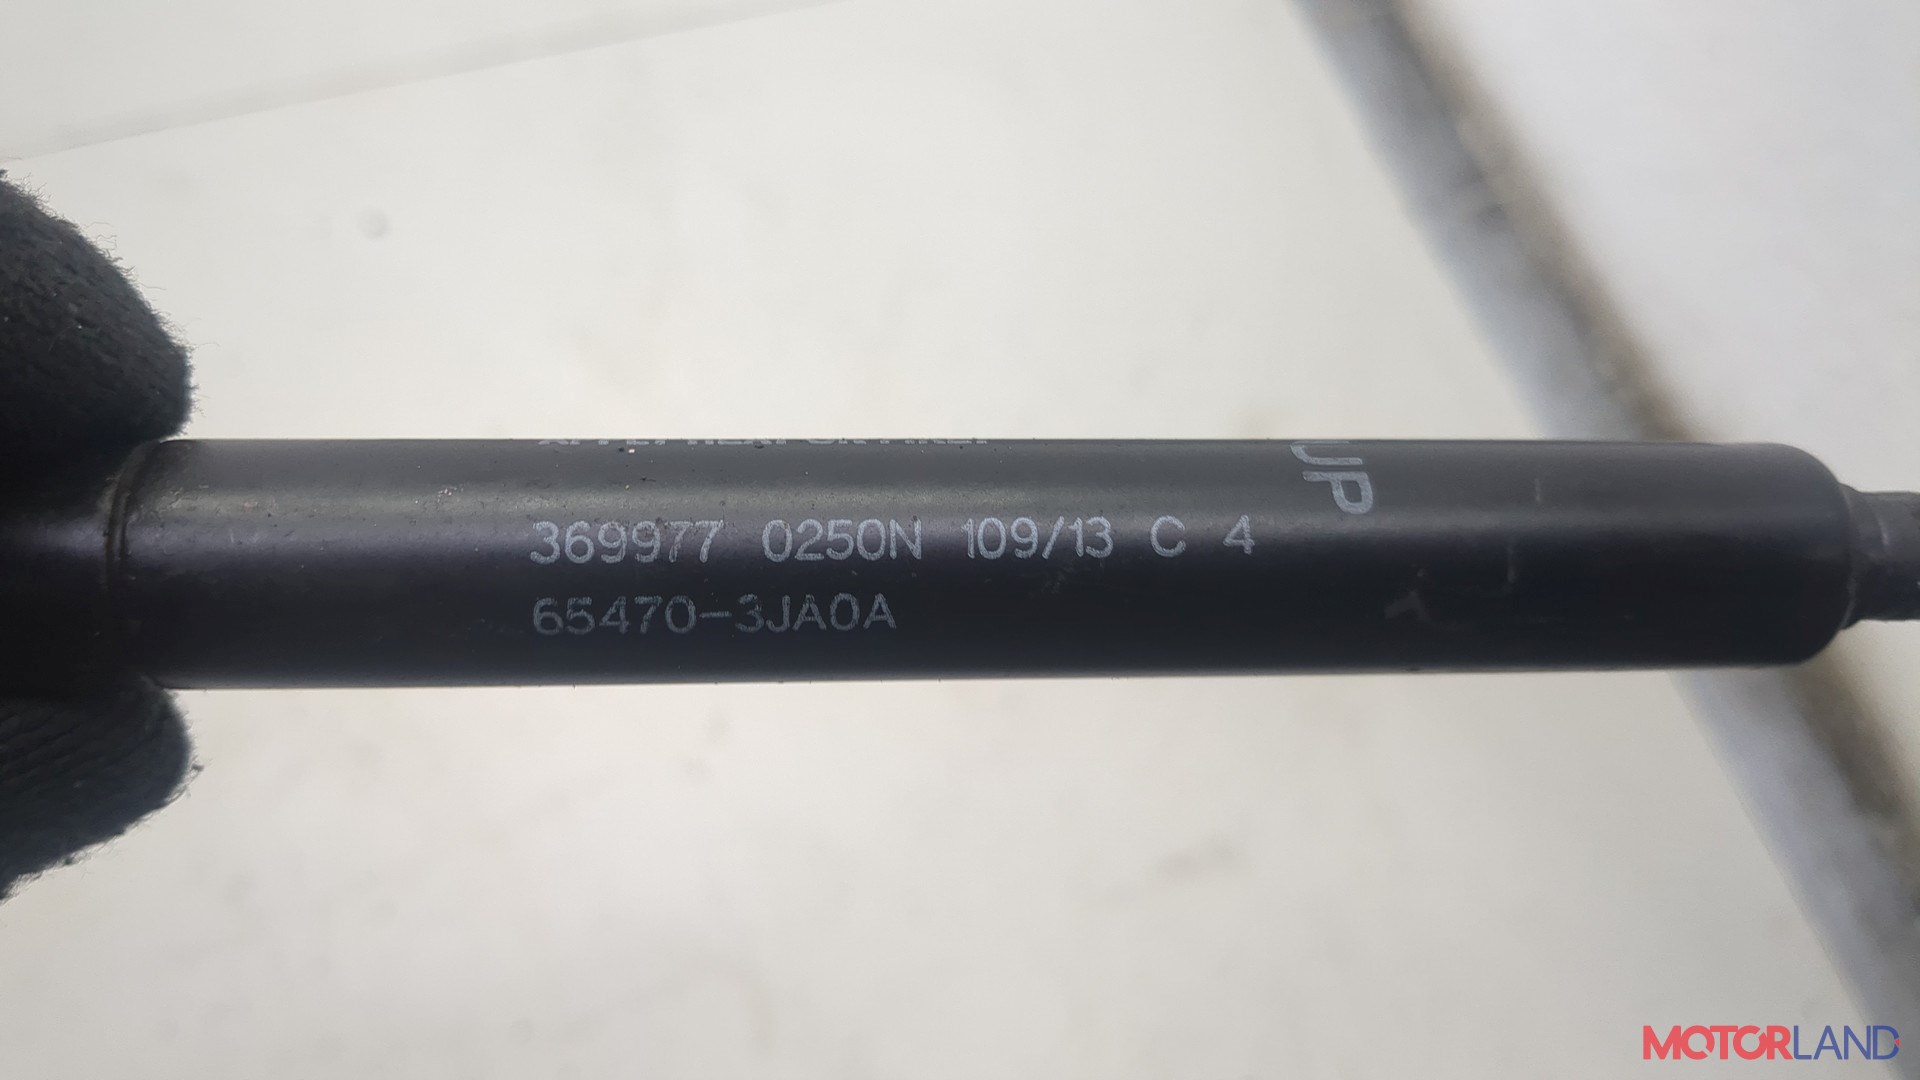 UP
369977 0250N 109/13 C 4
65470-3JA0A
MOTORLAND